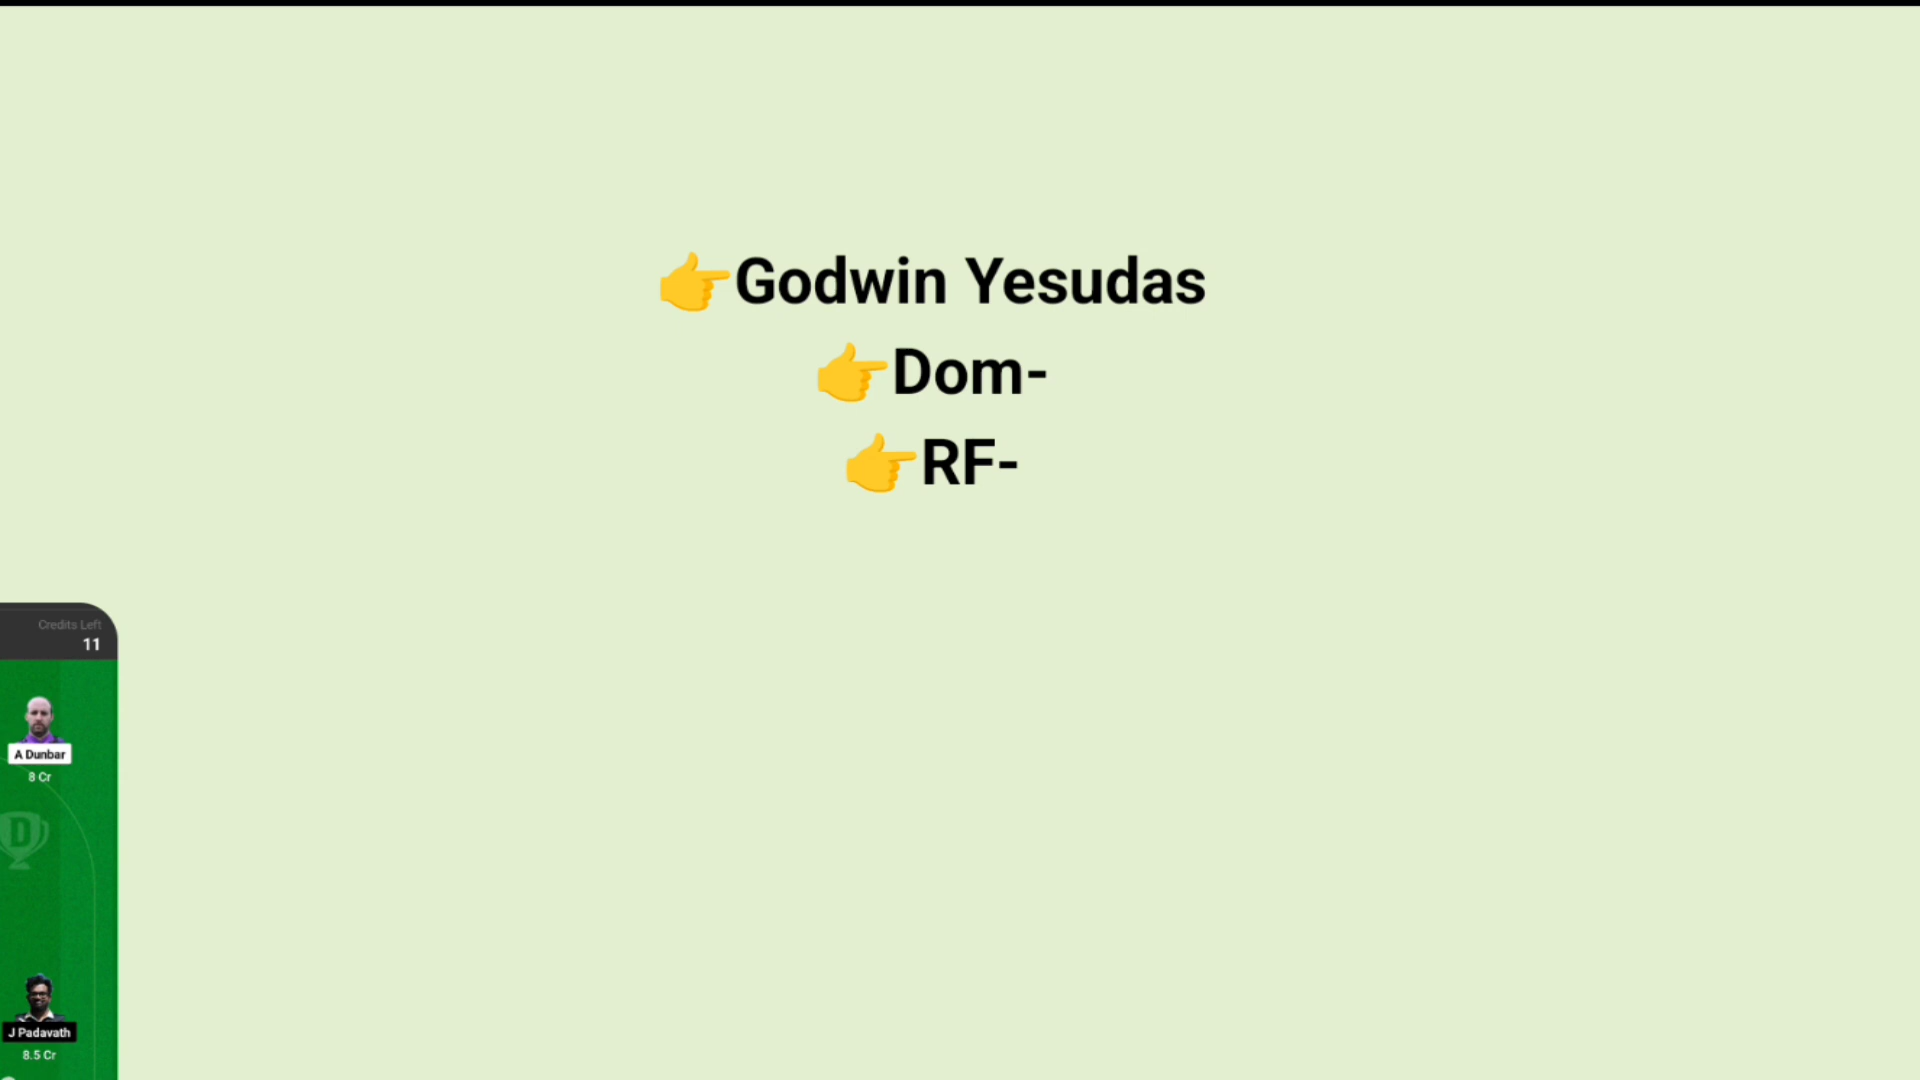 👉Godwin Yesudas
👉Dom-
👉RF-
Credits Left
11
A Dunbar
8 Cr
D
J Padavath
8.5 Cr